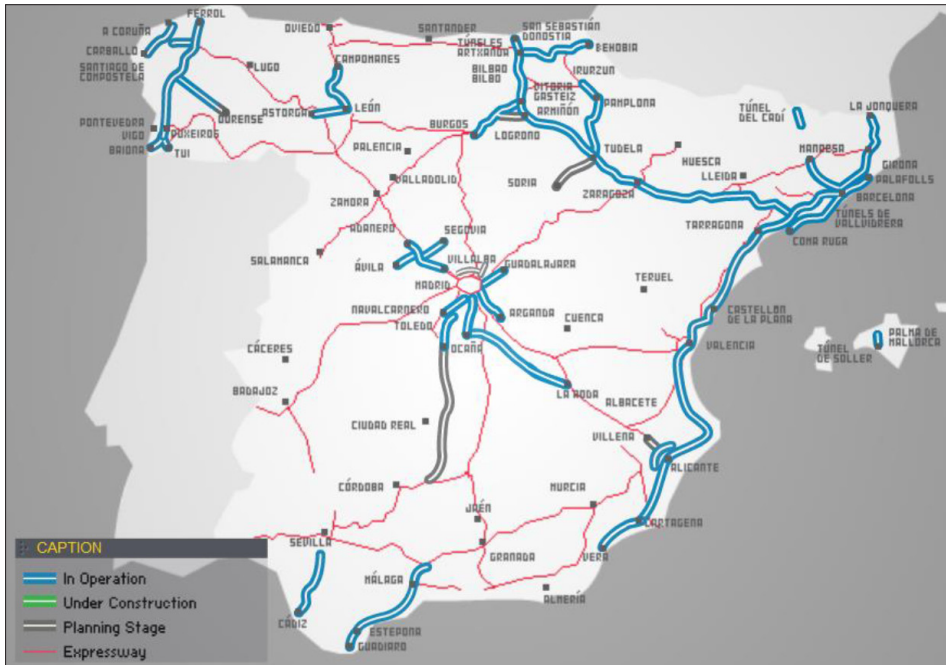 FERROL
A CORUÑA
CARBALLO
SANTIAGO DE
COMPOSTELA
LUGO
OVIEDO
CAMPOMANES
SANTANDER
SAN SEBASTIÁN
DONOSTIA
TÚNELES
ARTXANDA
BEHOBIA
BILBAO
BILBO
IRURZUN
VITORIA
GASTEIZ
ARMIÑÓN
PAMPLONA
TÚNEL
DEL CADÍ
LA JONQUERA
PONTEVEDRA
VIGO
PUXEIROS
OURENSE
ASTORGA
LEÓN
BURGOS
LOGROÑO
BAIONA
TUI
PALENCIA
TUDELA
HUESCA
MANRESA
GIRONA
LLEIDA
PALAFOLLS
VALLADOLID
SORIA
ZARAGOZA
BARCELONA
ZAMORA
TÚNELS DE
VALLVIDRERA
ADANERO
SEGOVIA
TARRAGONA
COMA RUGA
SALAMANCA
ÁVILA
VILLALBA
GUADALAJARA
MADRID
TERUEL
NAVALCARNERO
ARGANDA
CASTELLÓN
DE LA PLANA
TOLEDO
CUENCA
OCAÑA
VALENCIA
TÚNEL
DE SOLLER
PALMA DE
MALLORCA
CÁCERES
BADAJOZ
LA RODA
ALBACETE
CIUDAD REAL
VILLENA
ALICANTE
CÓRDOBA
JAÉN
MURCIA
CARTAGENA
SEVILLA
GRANADA
VERA
MÁLAGA
ALMERÍA
CÁDIZ
ESTEPONA
GUADIARO
CAPTION
In Operation
Under Construction
Planning Stage
Expressway